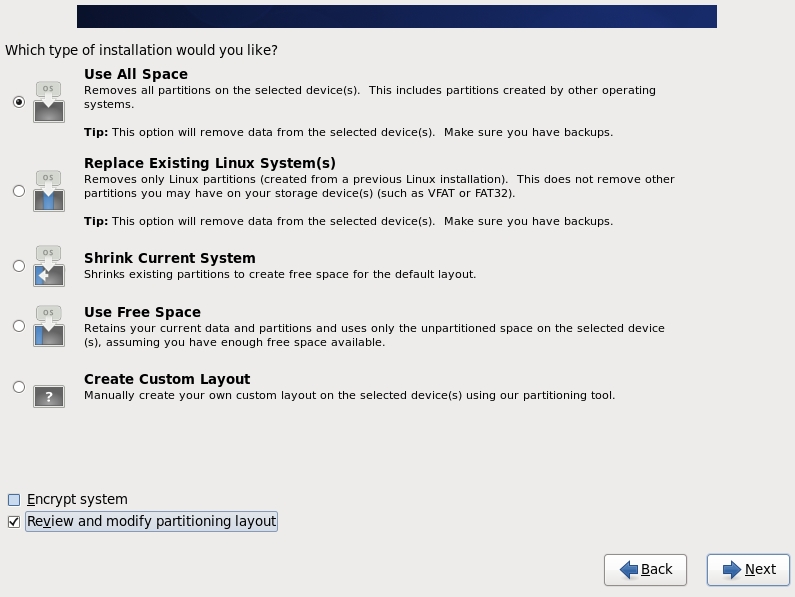 Which type of installation would you like?
OS
Use All Space
Removes all partitions on the selected device(s).  This includes partitions created by other operating
systems.
Tip: This option will remove data from the selected device(s).  Make sure you have backups.
OS
Replace Existing Linux System(s)
Removes only Linux partitions (created from a previous Linux installation).  This does not remove other
partitions you may have on your storage device(s) (such as VFAT or FAT32).
Tip: This option will remove data from the selected device(s).  Make sure you have backups.
OS
Shrink Current System
Shrinks existing partitions to create free space for the default layout.
OS
Use Free Space
Retains your current data and partitions and uses only the unpartitioned space on the selected device
(s), assuming you have enough free space available.
?
Create Custom Layout
Manually create your own custom layout on the selected device(s) using our partitioning tool.
Encrypt system
Review and modify partitioning layout
Back
Next